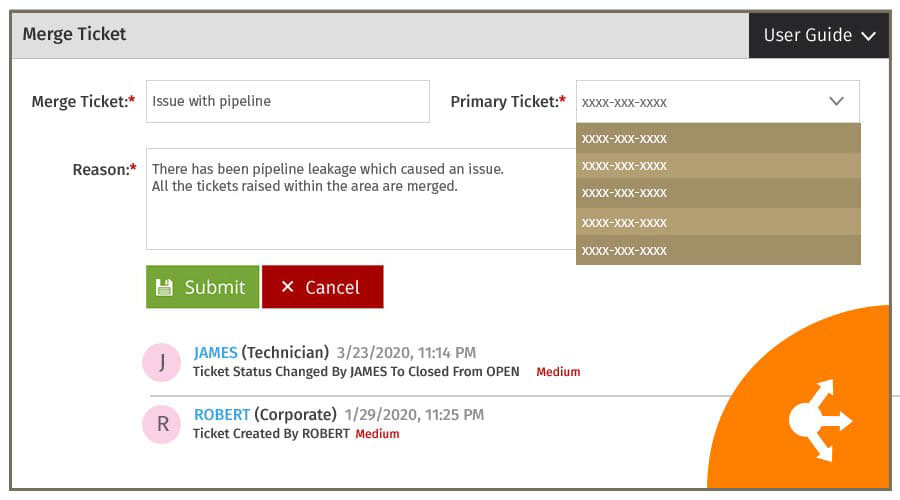 Merge Ticket
User Guide
Merge Ticket:*
Issue with pipeline
Primary Ticket:*
xxxx-xxx-xxxx
xxxx-xxx-xxxx
xxxx-xxx-xxxx
xxxx-xxx-xxxx
xxxx-xxx-xxxx
xxxx-xxx-xxxx
Reason:*
There has been pipeline leakage which caused an issue.
All the tickets raised within the area are merged.
Submit
Cancel
J
JAMES (Technician) 3/23/2020, 11:14 PM
Ticket Status Changed By JAMES To Closed From OPEN Medium
R
ROBERT (Corporate) 1/29/2020, 11:25 PM
Ticket Created By ROBERT Medium